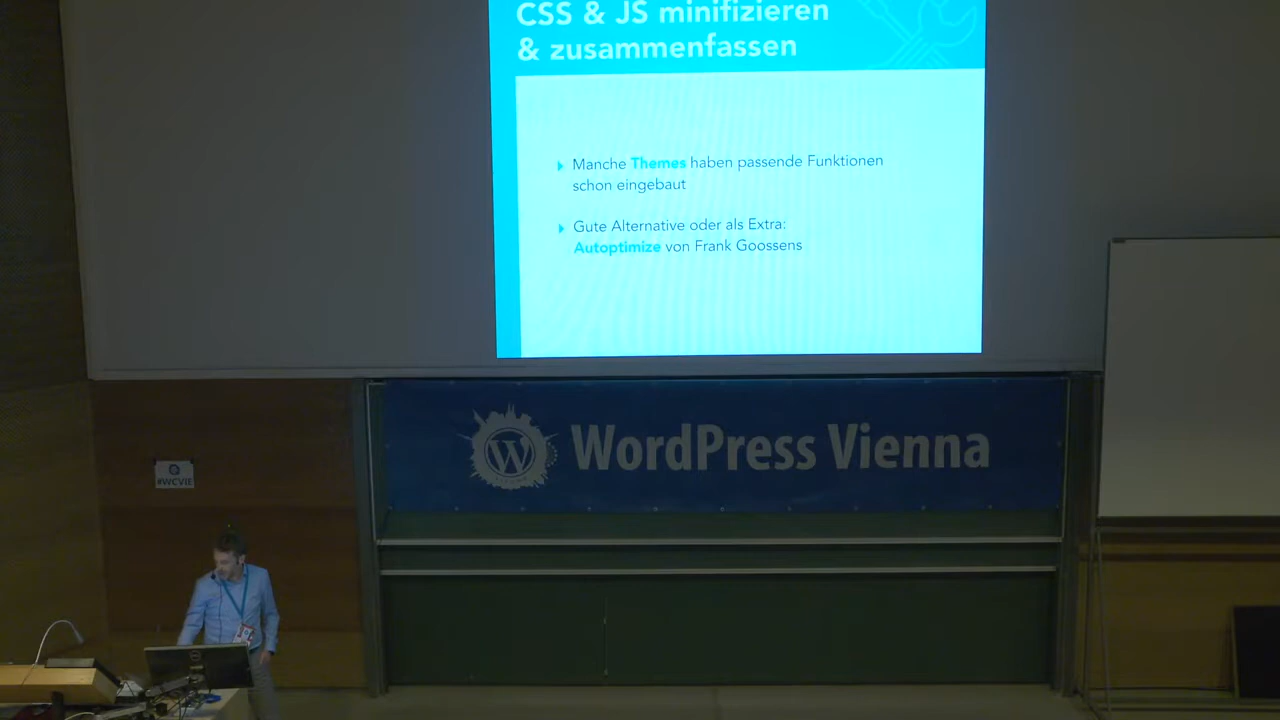 CSS & JS minifizieren
& zusammenfassen
Manche Themes haben passende Funktionen
schon eingebaut
Gute Alternative oder als Extra:
Autoptimize von Frank Goossens
WordPress Vienna
#WCVIE